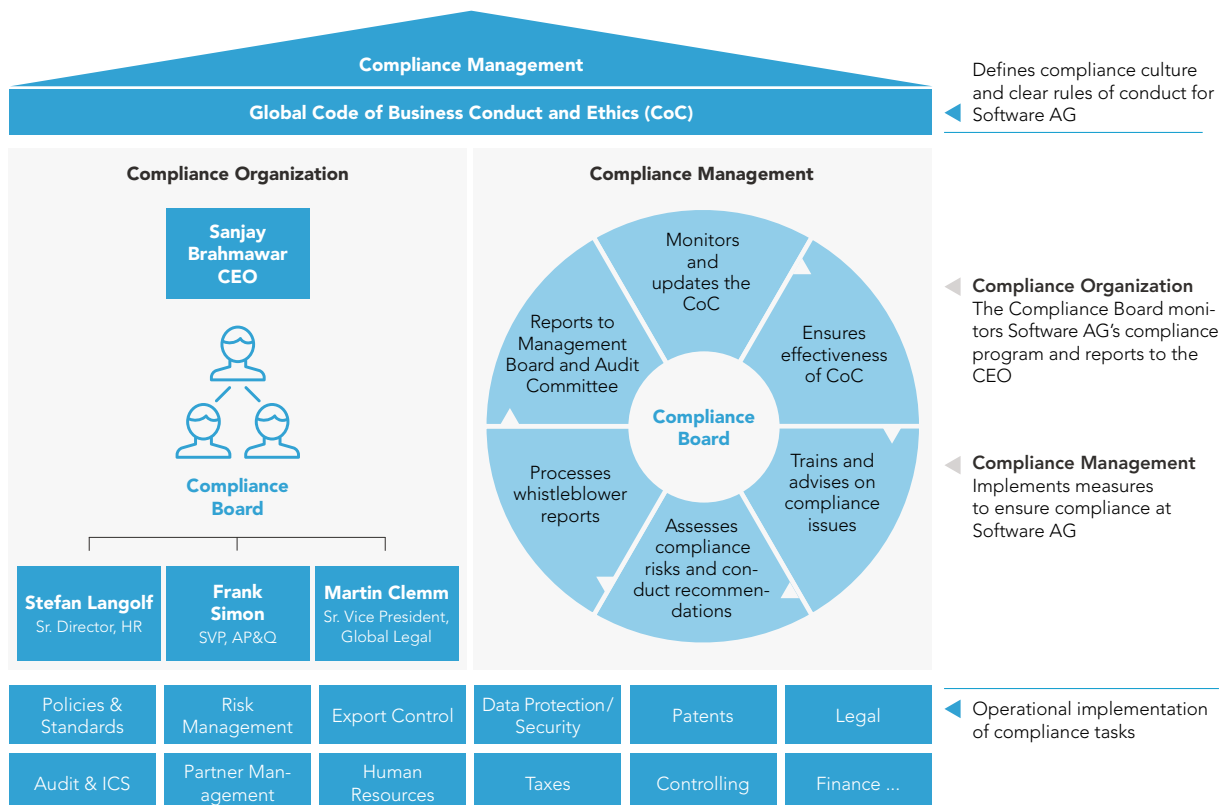 Compliance Management
Global Code of Business Conduct and Ethics (CoC)
Defines compliance culture
and clear rules of conduct for
Software AG
Compliance Organization
Sanjay
Brahmawar
CEO
Compliance
Board
Stefan Langolf
Sr. Director, HR
Frank
Simon
SVP, AP&Q
Martin Clemm
Sr. Vice President,
Global Legal
Compliance Management
Monitors
and
updates the
CoC
Ensures
effectiveness
of CoC
Trains and
advises on
compliance
issues
Assesses
compliance
risks and con-
duct recommen-
dations
Processes
whistleblower
reports
Reports to
Management
Board and Audit
Committee
Compliance
Board
Compliance Organization
The Compliance Board moni-
tors Software AG’s compliance
program and reports to the
CEO
Compliance Management
Implements measures
to ensure compliance at
Software AG
Policies &
Standards
Risk
Management
Export Control
Data Protection/
Security
Patents
Legal
Audit & ICS
Partner Man-
agement
Human
Resources
Taxes
Controlling
Finance ...
Operational implementation
of compliance tasks